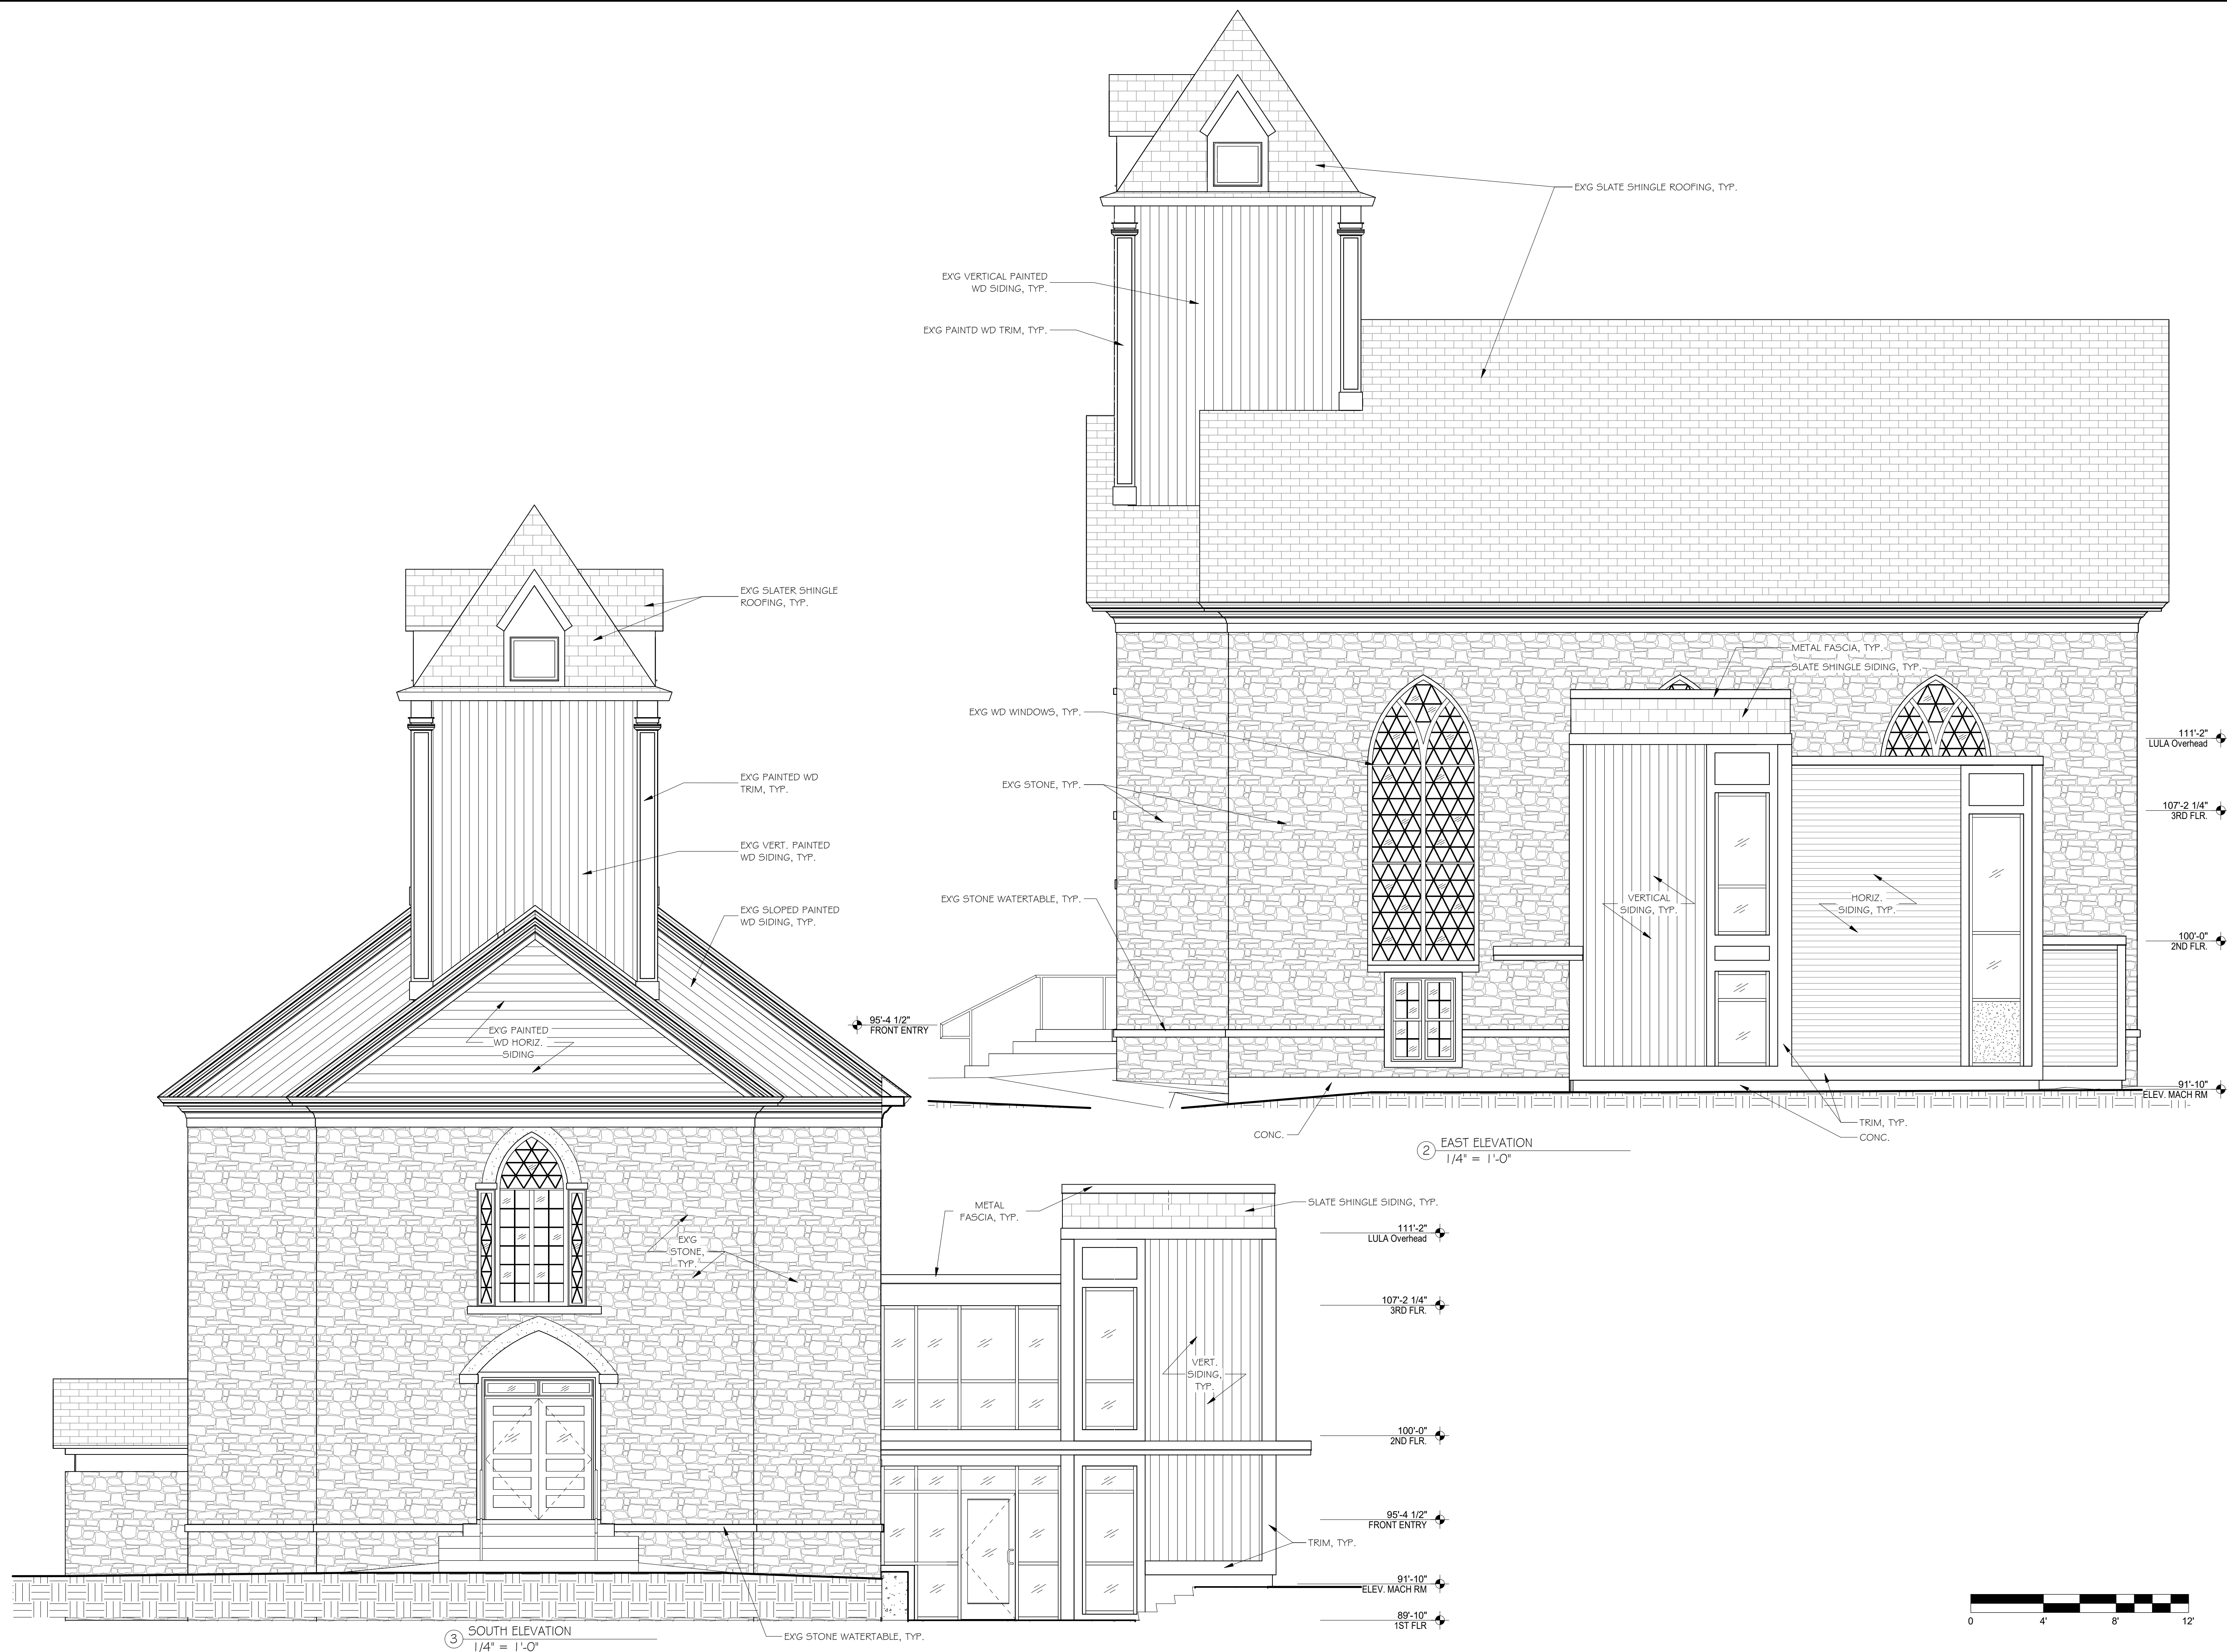 EX'G SLATE SHINGLE ROOFING, TYP.
EX'G VERTICAL PAINTED
WD SIDING, TYP.
EX'G PAINTD WD TRIM, TYP.
METAL FASCIA, TYP.
SLATE SHINGLE SIDING, TYP.
EX'G WD WINDOWS, TYP.
EX'G STONE, TYP.
EX'G STONE WATERTABLE, TYP.
VERTICAL
SIDING, TYP.
HORIZ.
SIDING, TYP.
111'-2"
LULA Overhead
107'-2 1/4"
3RD FLR.
100'-0"
2ND FLR.
91'-10"
ELEV. MACH RM
95'-4 1/2"
FRONT ENTRY
CONC.
TRIM, TYP.
CONC.
2
EAST ELEVATION
1/4" = 1'-0"
EX'G SLATER SHINGLE
ROOFING, TYP.
EX'G PAINTED WD
TRIM, TYP.
EX'G VERT. PAINTED
WD SIDING, TYP.
EX'G SLOPED PAINTED
WD SIDING, TYP.
EX'G PAINTED
WD HORIZ.
SIDING
EX'G
STONE,
TYP.
METAL
FASCIA, TYP.
SLATE SHINGLE SIDING, TYP.
VERT.
SIDING,
TYP.
111'-2"
LULA Overhead
107'-2 1/4"
3RD FLR.
100'-0"
2ND FLR.
95'-4 1/2"
FRONT ENTRY
TRIM, TYP.
91'-10"
ELEV. MACH RM
89'-10"
1ST FLR
EX'G STONE WATERTABLE, TYP.
3
SOUTH ELEVATION
1/4" = 1'-0"
0 4' 8' 12'